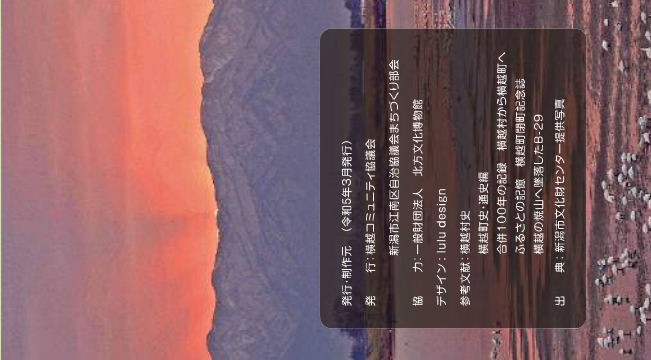 発行・制作元　（令和5年3月発行）
発　　行：横越コミュニティ協議会
新潟市江南区自治協議会まちづくり部会
協　　力：一般財団法人　北方文化博物館
デザイン：lulu design
参考文献：横越村史
横越町史・通史編
合併100年の記録　横越村から横越町へ
ふるさとの記憶　横越町閉町記念誌
横越の焼山へ墜落したB-29
出　　典：新潟市文化財センター提供写真